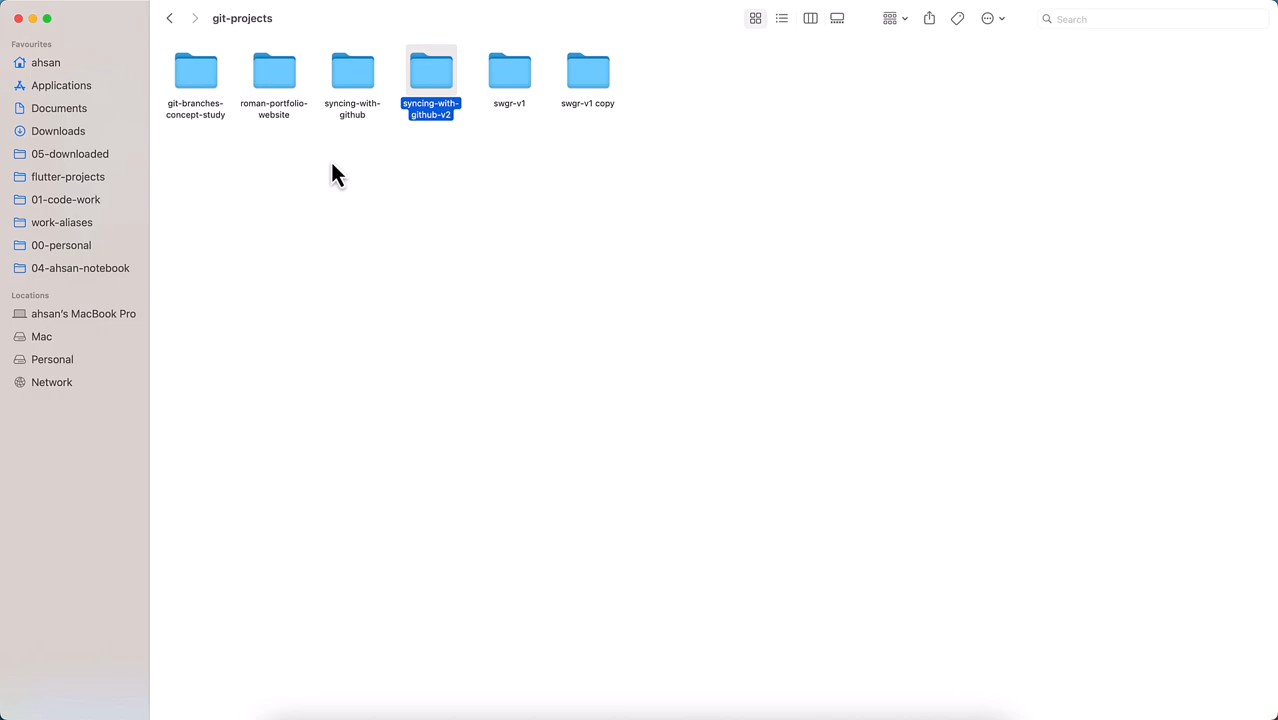 git-projects
Search
Favourites
ahsan
Applications
Documents
Downloads
05-downloaded
flutter-projects
01-code-work
work-aliases
00-personal
04-ahsan-notebook
Locations
ahsan's MacBook Pro
Mac
Personal
Network
git-branches-
concept-study
roman-portfolio-
website
syncing-with-
github
syncing-with-
github-v2
swgr-v1
swgr-v1 copy